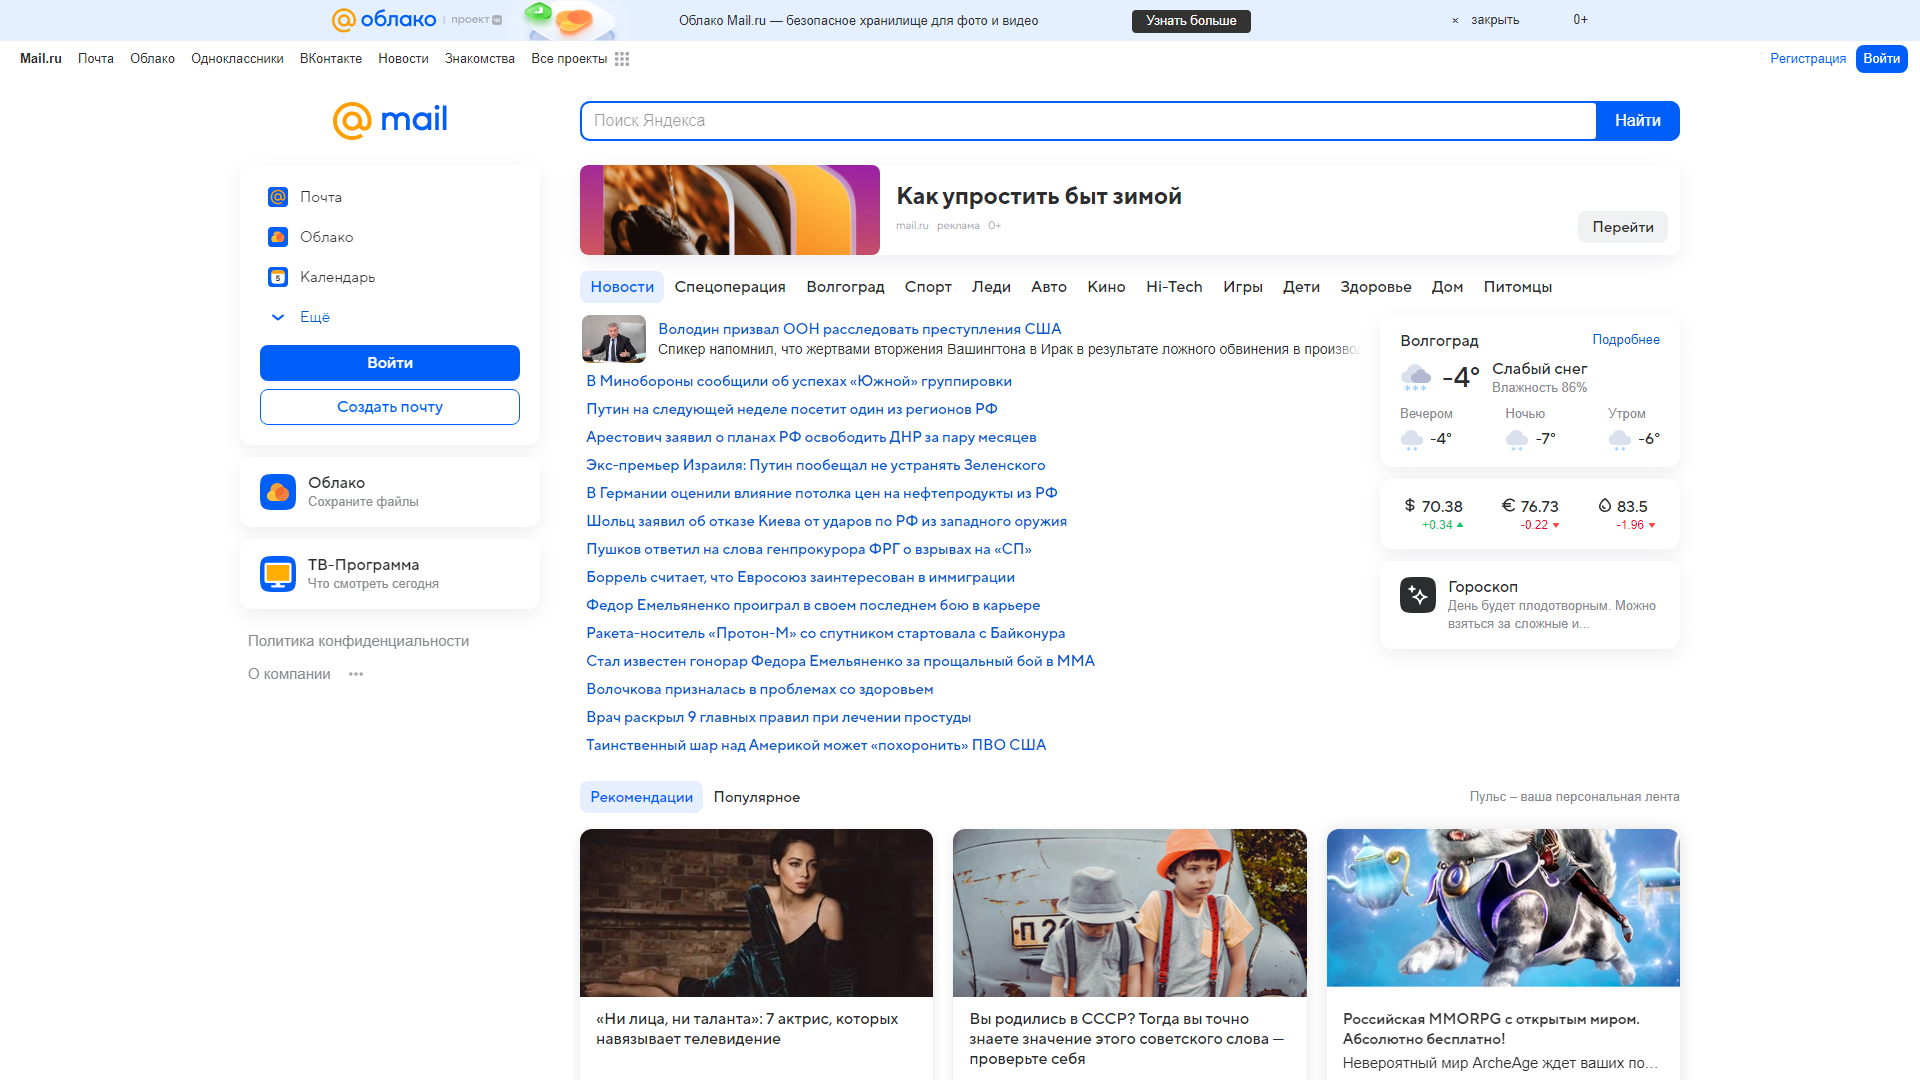 облако | проект
Облако Mail.ru — безопасное хранилище для фото и видео
Узнать больше
× закрыть
0+
Mail.ru Почта Облако Одноклассники ВКонтакте Новости Знакомства Все проекты
Регистрация Войти
@mail
Поиск Яндекса
Найти
Почта
Облако
Календарь
Ещё
Войти
Создать почту
Облако
Сохраните файлы
ТВ-Программа
Что смотреть сегодня
Политика конфиденциальности
О компании
Как упростить быт зимой
mail.ru реклама 0+
Перейти
Новости Спецоперация Волгоград Спорт Леди Авто Кино Hi-Tech Игры Дети Здоровье Дом Питомцы
Володин призвал ООН расследовать преступления США
Спикер напомнил, что жертвами вторжения Вашингтона в Ирак в результате ложного обвинения в производ
В Минобороны сообщили об успехах «Южной» группировки
Путин на следующей неделе посетит один из регионов РФ
Арестович заявил о планах РФ освободить ДНР за пару месяцев
Экс-премьер Израиля: Путин пообещал не устранять Зеленского
В Германии оценили влияние потолка цен на нефтепродукты из РФ
Шольц заявил об отказе Киева от ударов по РФ из западного оружия
Пушков ответил на слова генпрокурора ФРГ о взрывах на «СП»
Боррель считает, что Евросоюз заинтересован в иммиграции
Федор Емельяненко проиграл в своем последнем бою в карьере
Ракета-носитель «Протон-М» со спутником стартовала с Байконура
Стал известен гонорар Федора Емельяненко за прощальный бой в ММА
Волочкова призналась в проблемах со здоровьем
Врач раскрыл 9 главных правил при лечении простуды
Таинственный шар над Америкой может «похоронить» ПВО США
Волгоград
Подробнее
-4°
Слабый снег
Влажность 86%
Вечером Ночью Утром
-4° -7° -6°
$ 70.38 € 76.73 83.5
+0.34 -0.22 -1.96
Гороскоп
День будет плодотворным. Можно
взяться за сложные и...
Рекомендации Популярное
Пульс – ваша персональная лента
П 2
«Ни лица, ни таланта»: 7 актрис, которых
навязывает телевидение
Вы родились в СССР? Тогда вы точно
знаете значение этого советского слова —
проверьте себя
Российская MMORPG с открытым миром.
Абсолютно бесплатно!
Невероятный мир ArcheAge ждет ваших по...